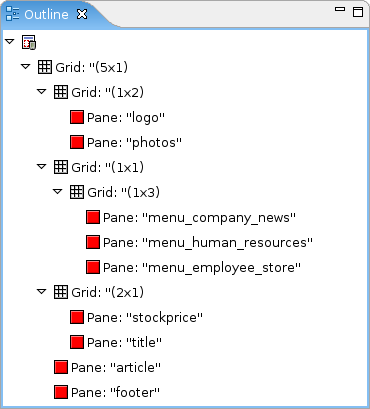 Outline
Grid: "(5x1)
Grid: "(1x2)
Pane: "logo"
Pane: "photos"
Grid: "(1x1)
Grid: "(1x3)
Pane: "menu_company_news"
Pane: "menu_human_resources"
Pane: "menu_employee_store"
Grid: "(2x1)
Pane: "stockprice"
Pane: "title"
Pane: "article"
Pane: "footer"